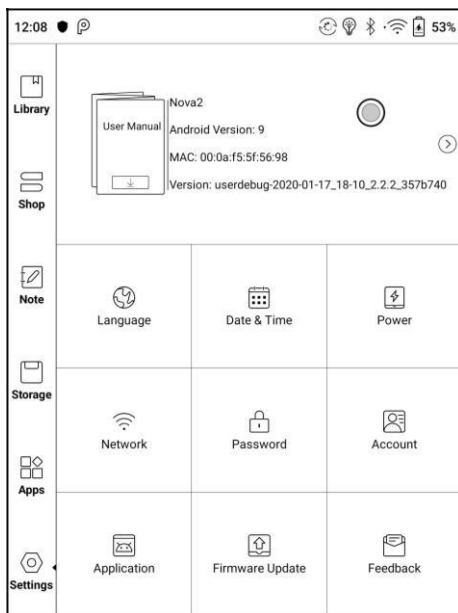 12:08 53%
Library
Shop
Note
Storage
Apps
Settings
User Manual
Nova2
Android Version: 9
MAC: 00:0a:f5:5f:56:98
Version: userdebug-2020-01-17_18-10_2.2.2_357b740
Language Date & Time Power
Network Password Account
Application Firmware Update Feedback